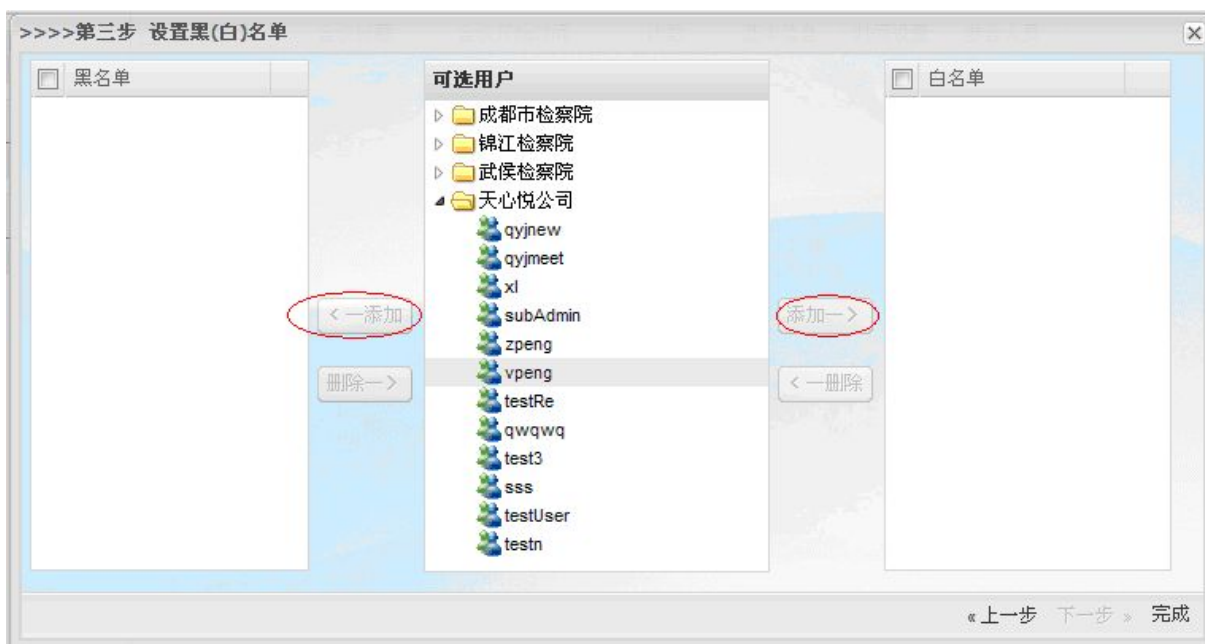 >>>>第三步 设置黑(白)名单
黑名单
可选用户
白名单
成都市检察院
锦江检察院
武侯检察院
天心悦公司
qyjnew
qyjmeet
xl
subAdmin
zpeng
vpeng
testRe
qwqwq
test3
sss
testUser
testn
<一添加
删除一>
添加一>
<一删除
«上一步 下一步» 完成